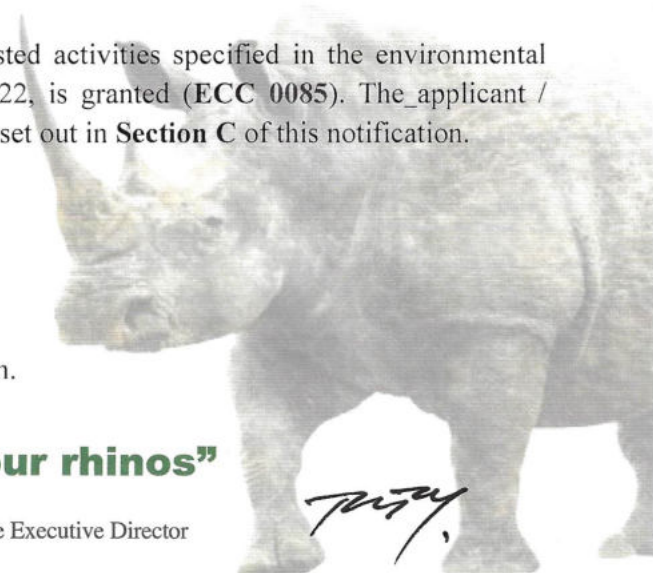 sted activities specified in the environmental
22, is granted (ECC 0085). The_applicant /
set out in Section C of this notification.
n.
our rhinos”
e Executive Director